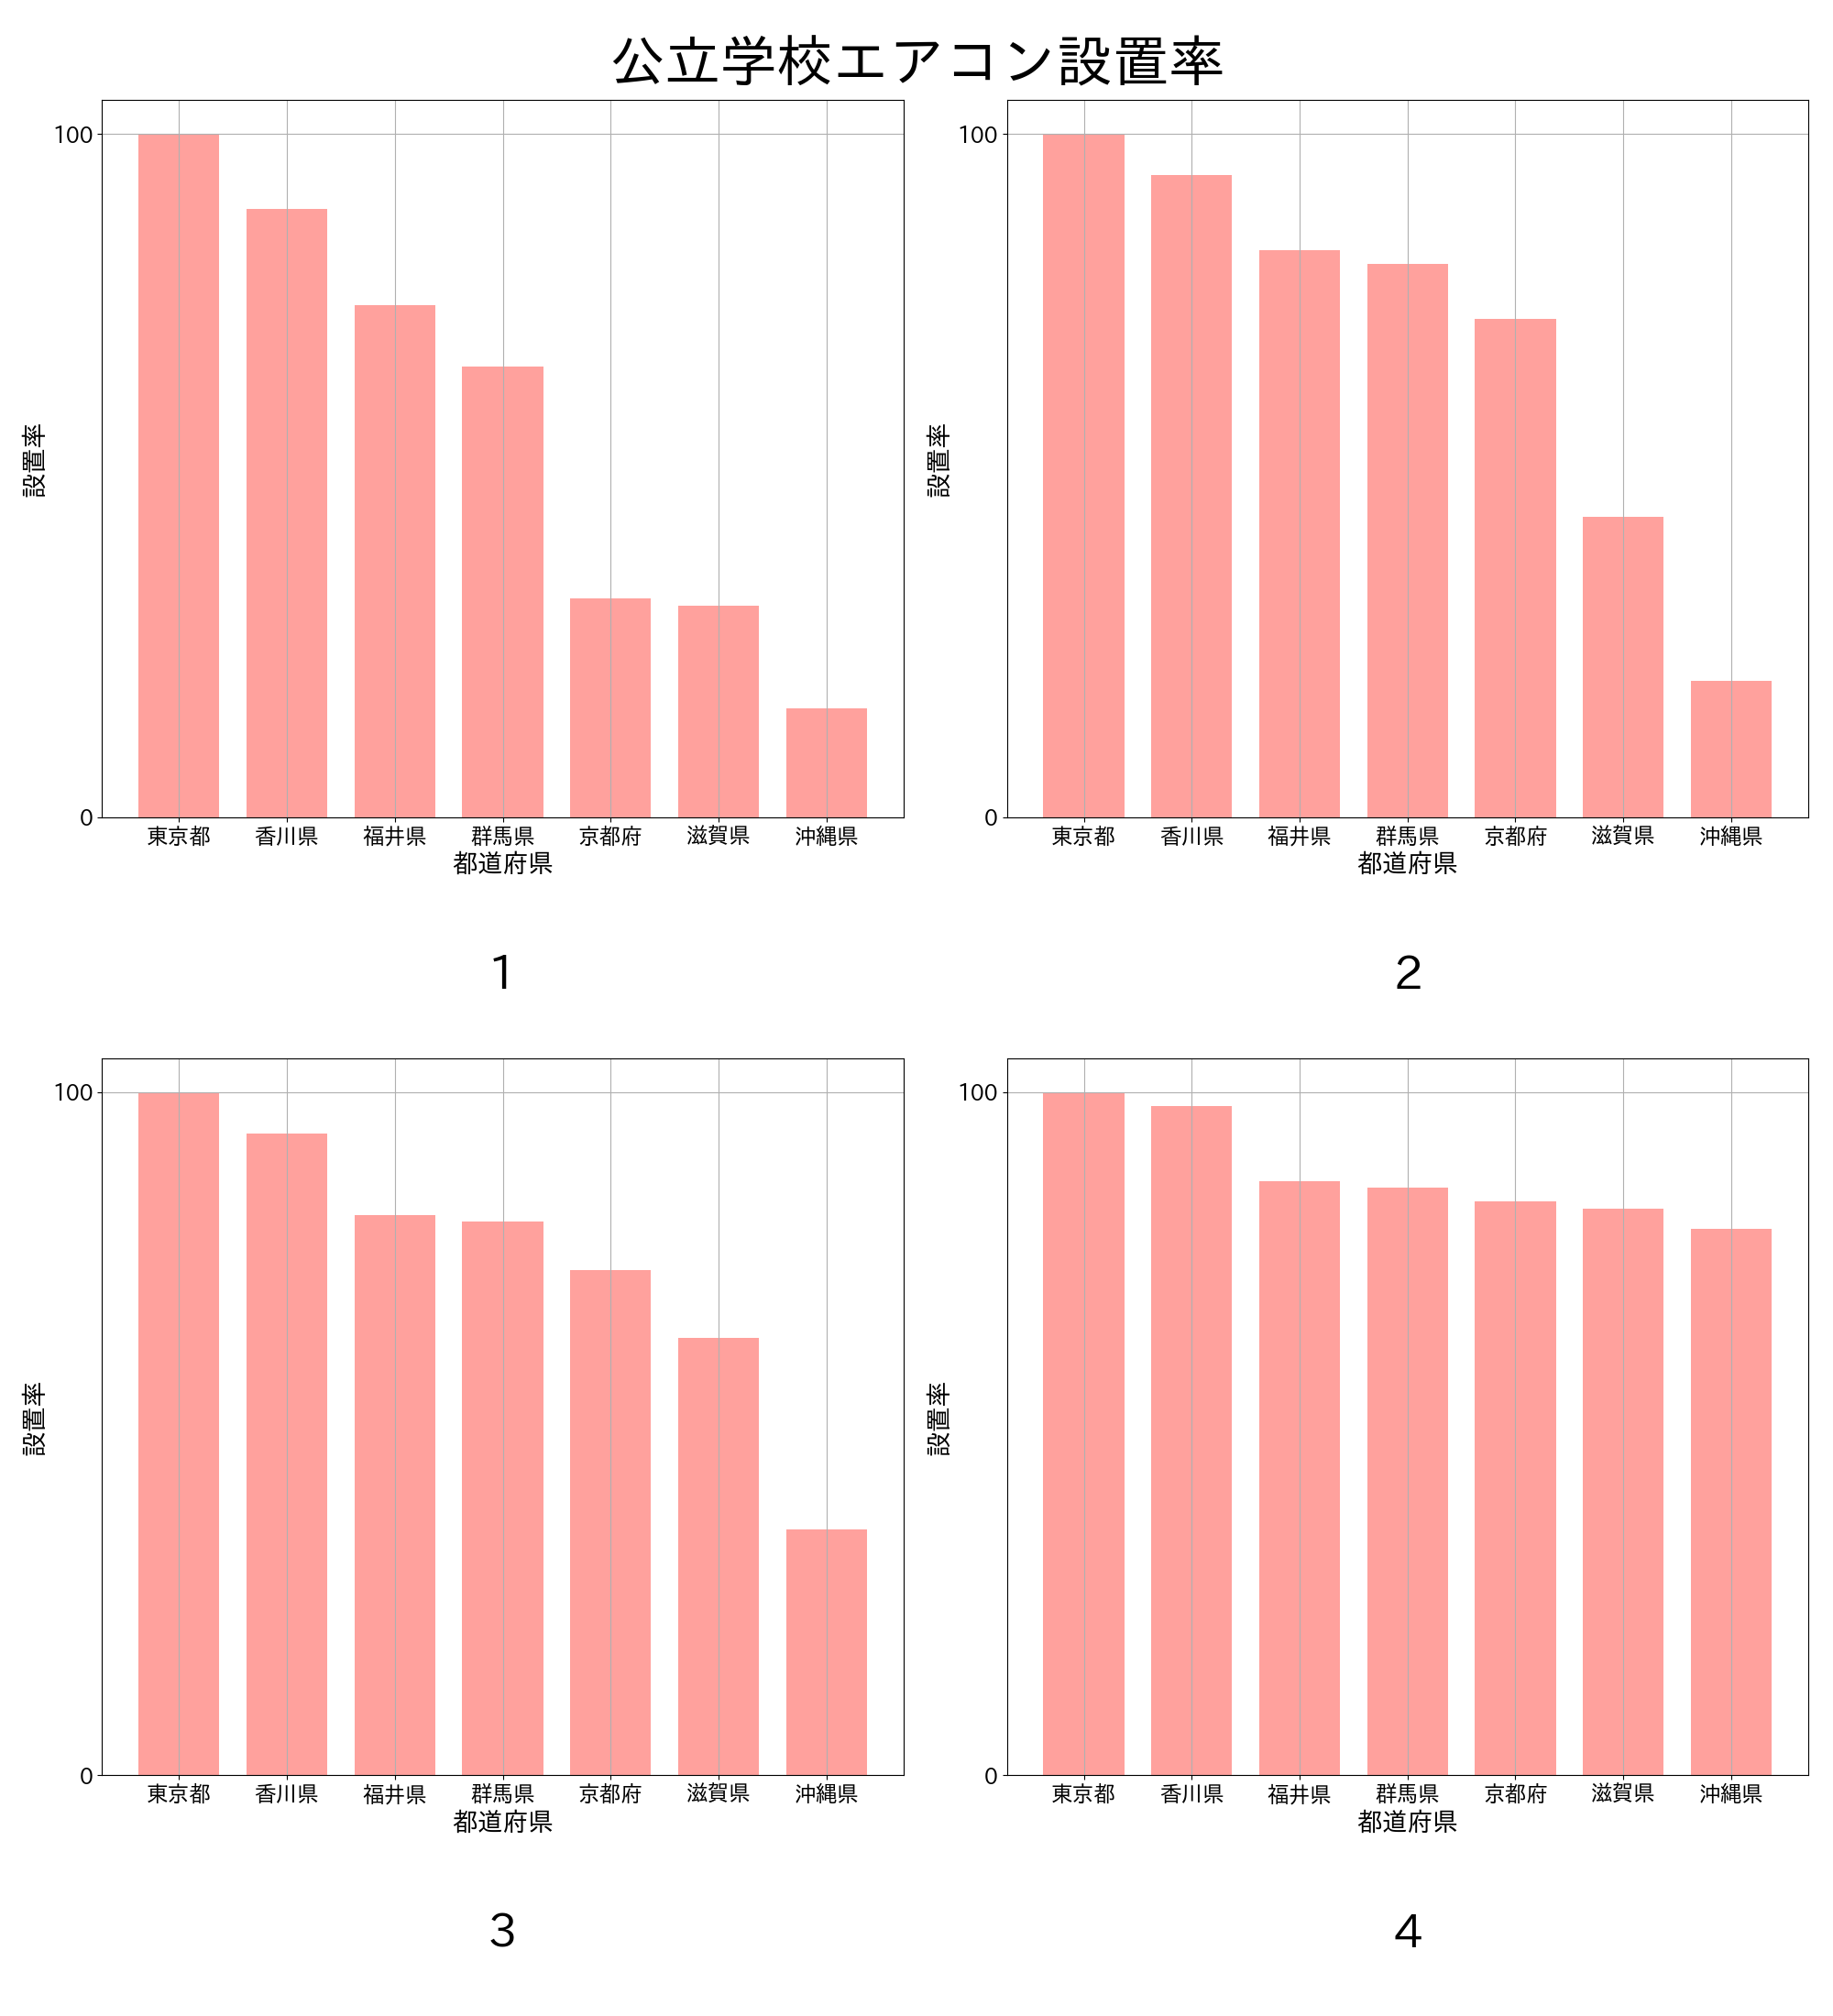 公立学校エアコン設置率
100
設置率
0
東京都 香川県 福井県 群馬県 京都府 滋賀県 沖縄県
都道府県
1
100
設置率
0
東京都 香川県 福井県 群馬県 京都府 滋賀県 沖縄県
都道府県
2
100
設置率
0
東京都 香川県 福井県 群馬県 京都府 滋賀県 沖縄県
都道府県
3
100
設置率
0
東京都 香川県 福井県 群馬県 京都府 滋賀県 沖縄県
都道府県
4